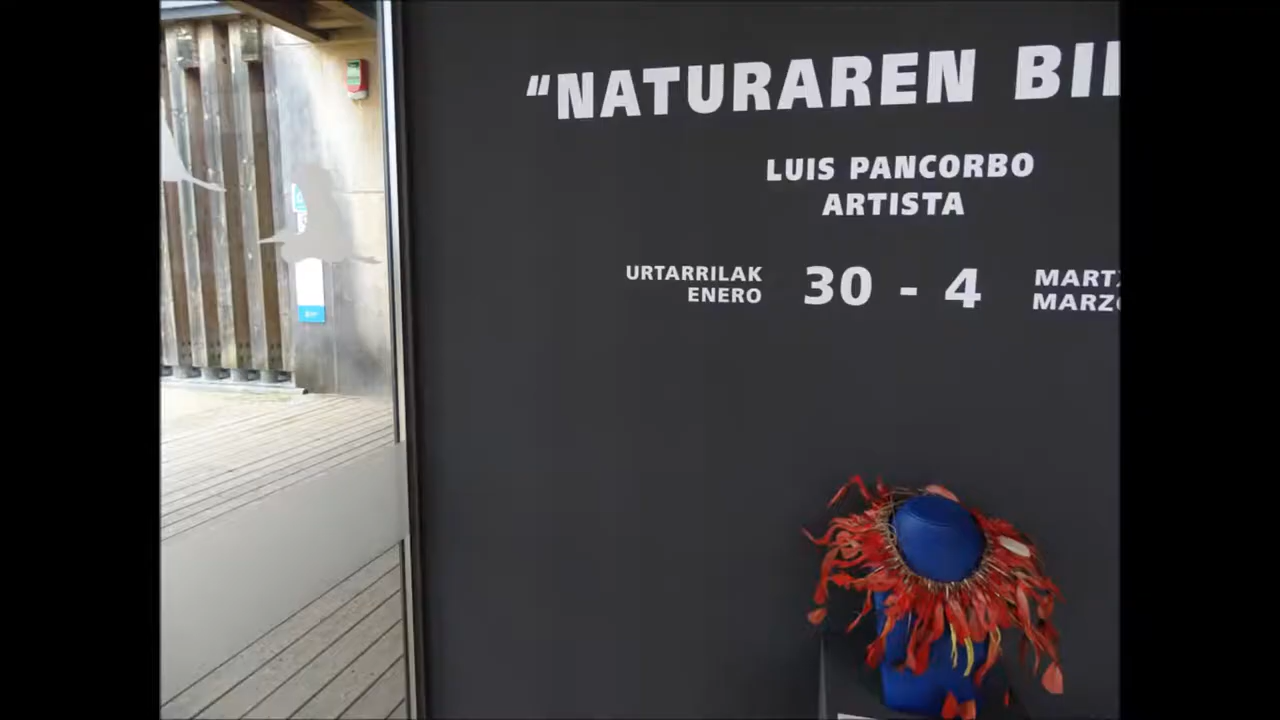 “NATURAREN
LUIS PANCORBO
ARTISTA
URTARRILAK
ENERO
30 - 4